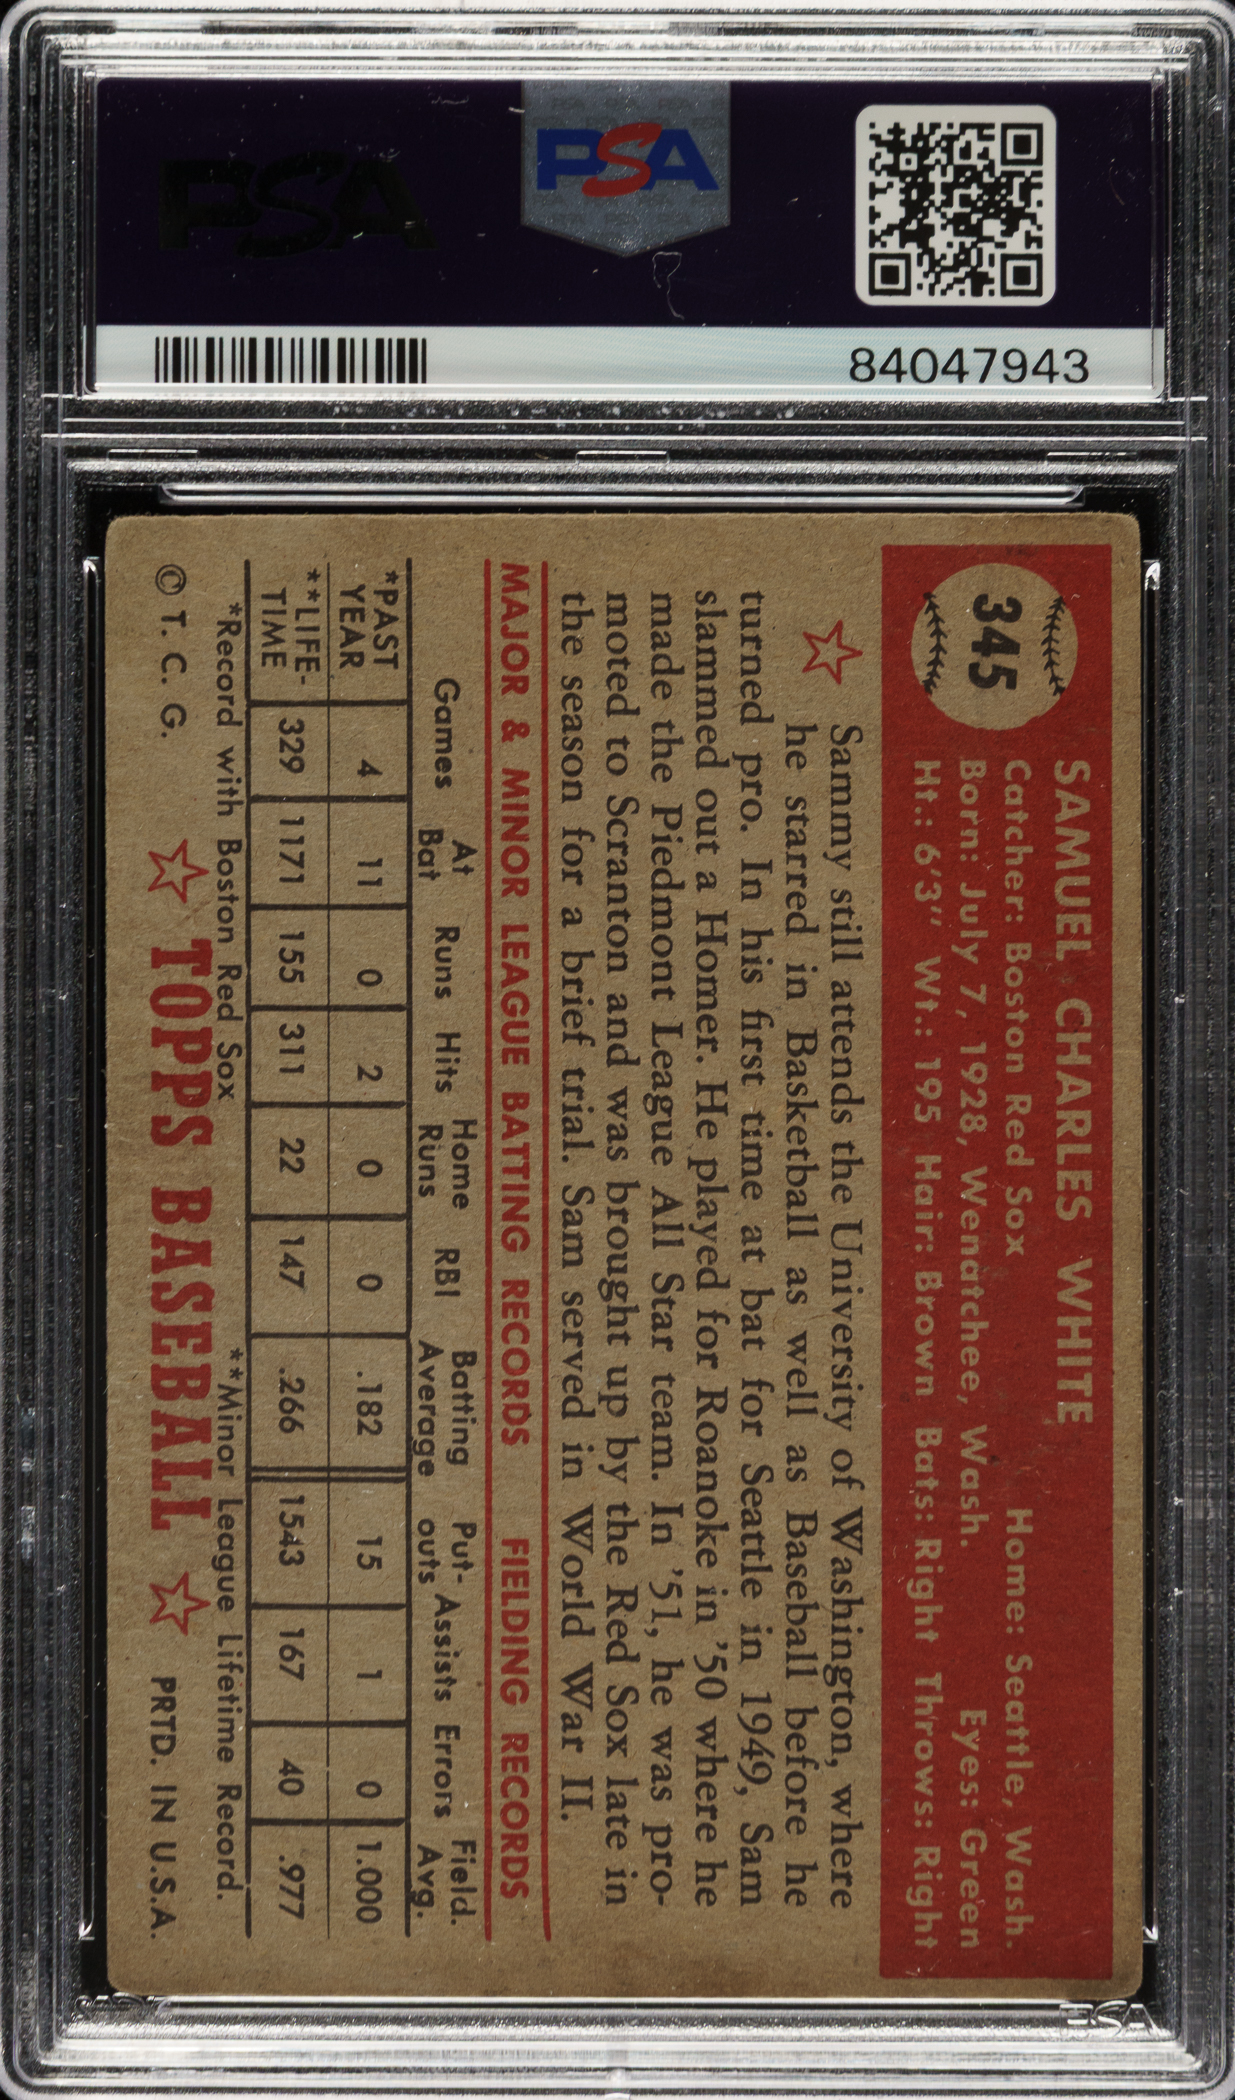 PSA
PSA
84047943
345
SAMUEL CHARLES WHITE
Catcher: Boston Red Sox Home: Seattle, Wash.
Born: July 7, 1928, Wenatchee, Wash. Eyes: Green
Ht.: 6'3" Wt.: 195 Hair: Brown Bats: Right Throws: Right
Sammy still attends the University of Washington, where
he starred in Basketball as well as Baseball before he
turned pro. In his first time at bat for Seattle in 1949, Sam
slammed out a Homer. He played for Roanoke in '50 where he
made the Piedmont League All Star team. In '51, he was pro-
moted to Scranton and was brought up by the Red Sox late in
the season for a brief trial. Sam served in World War II.
MAJOR & MINOR LEAGUE BATTING RECORDS FIELDING RECORDS
Games At Bat Runs Hits Home Runs RBI Batting Average Put-outs Assists Errors Field. Avg.
*PAST YEAR 4 11 0 2 0 0 .182 15 1 0 1.000
**LIFE-TIME 329 1171 155 311 22 147 .266 1543 167 40 .977
*Record with Boston Red Sox **Minor League Lifetime Record.
© T. C. G. TOPPS BASEBALL PRTD. IN U.S.A.
PSA